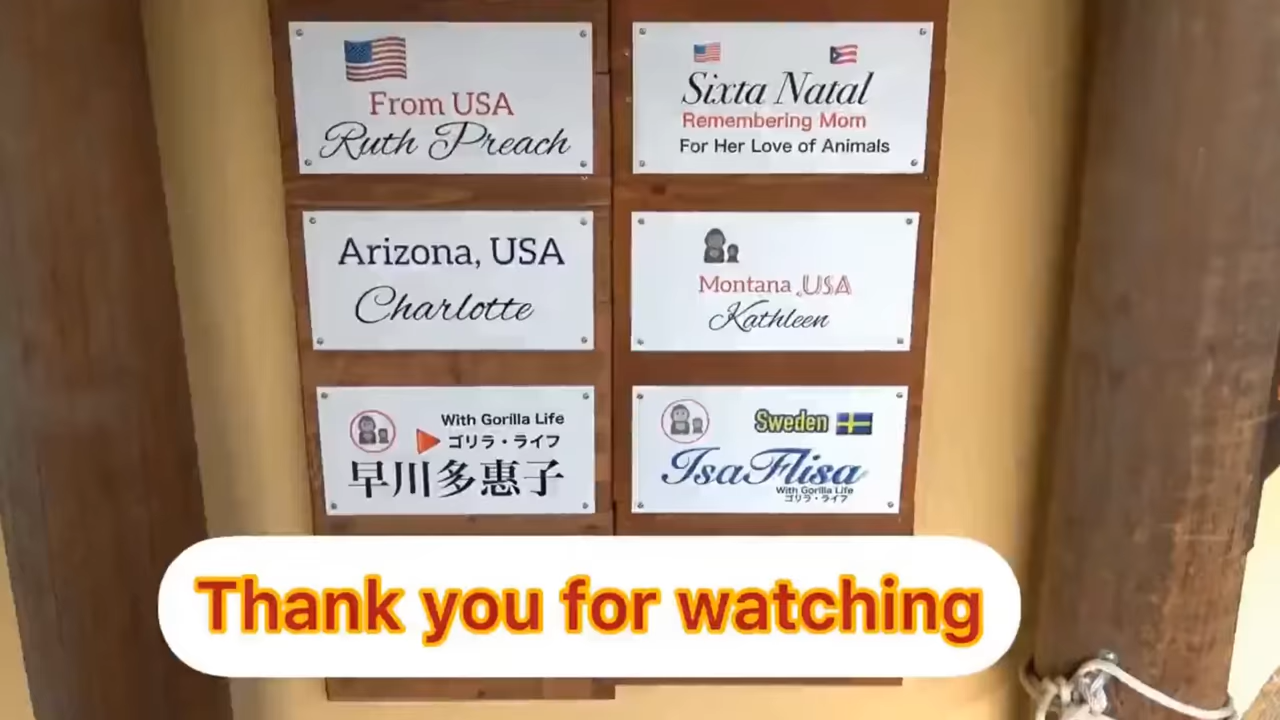 From USA
Ruth Preach
Sixta Natal
Remembering Mom
For Her Love of Animals
Arizona, USA
Charlotte
Montana ,USA
Kathleen
With Gorilla Life
ゴリラ・ライフ
早川多惠子
Sweden
IsaFlisa
With Gorilla Life
ゴリラ・ライフ
Thank you for watching